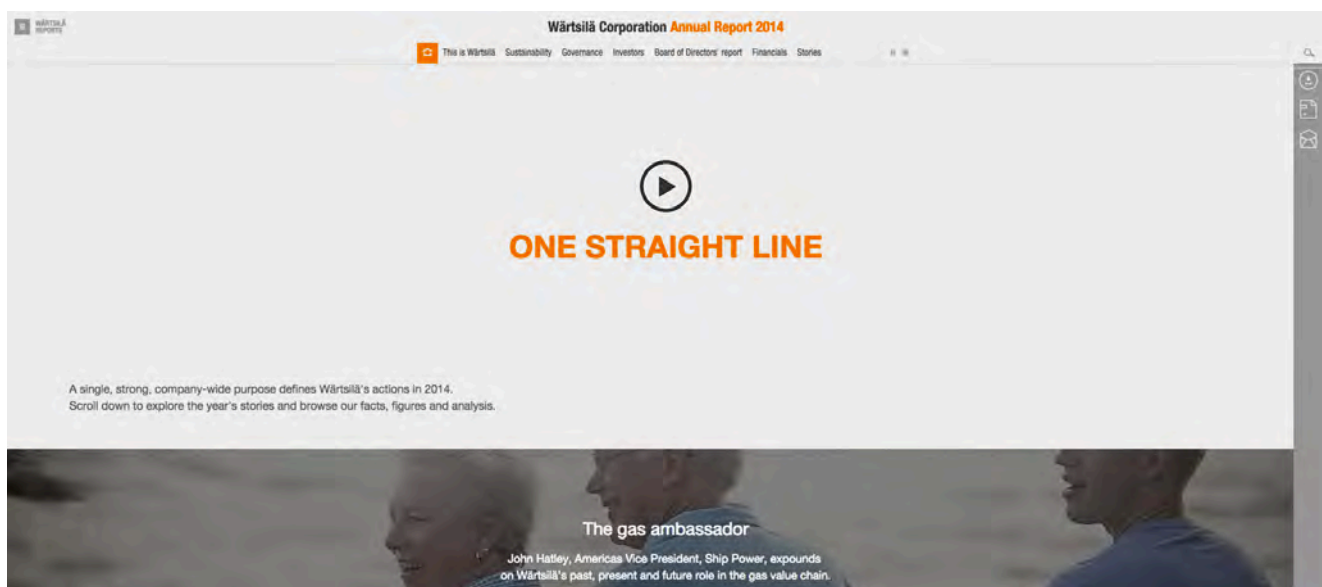 WÄRTSILÄ
REPORTS
Wärtsilä Corporation Annual Report 2014
This is Wärtsilä Sustainability Governance Investors Board of Directors' report Financials Stories
ONE STRAIGHT LINE
A single, strong, company-wide purpose defines Wärtsilä's actions in 2014.
Scroll down to explore the year's stories and browse our facts, figures and analysis.
The gas ambassador
John Hatley, Americas Vice President, Ship Power, expounds
on Wärtsilä's past, present and future role in the gas value chain.